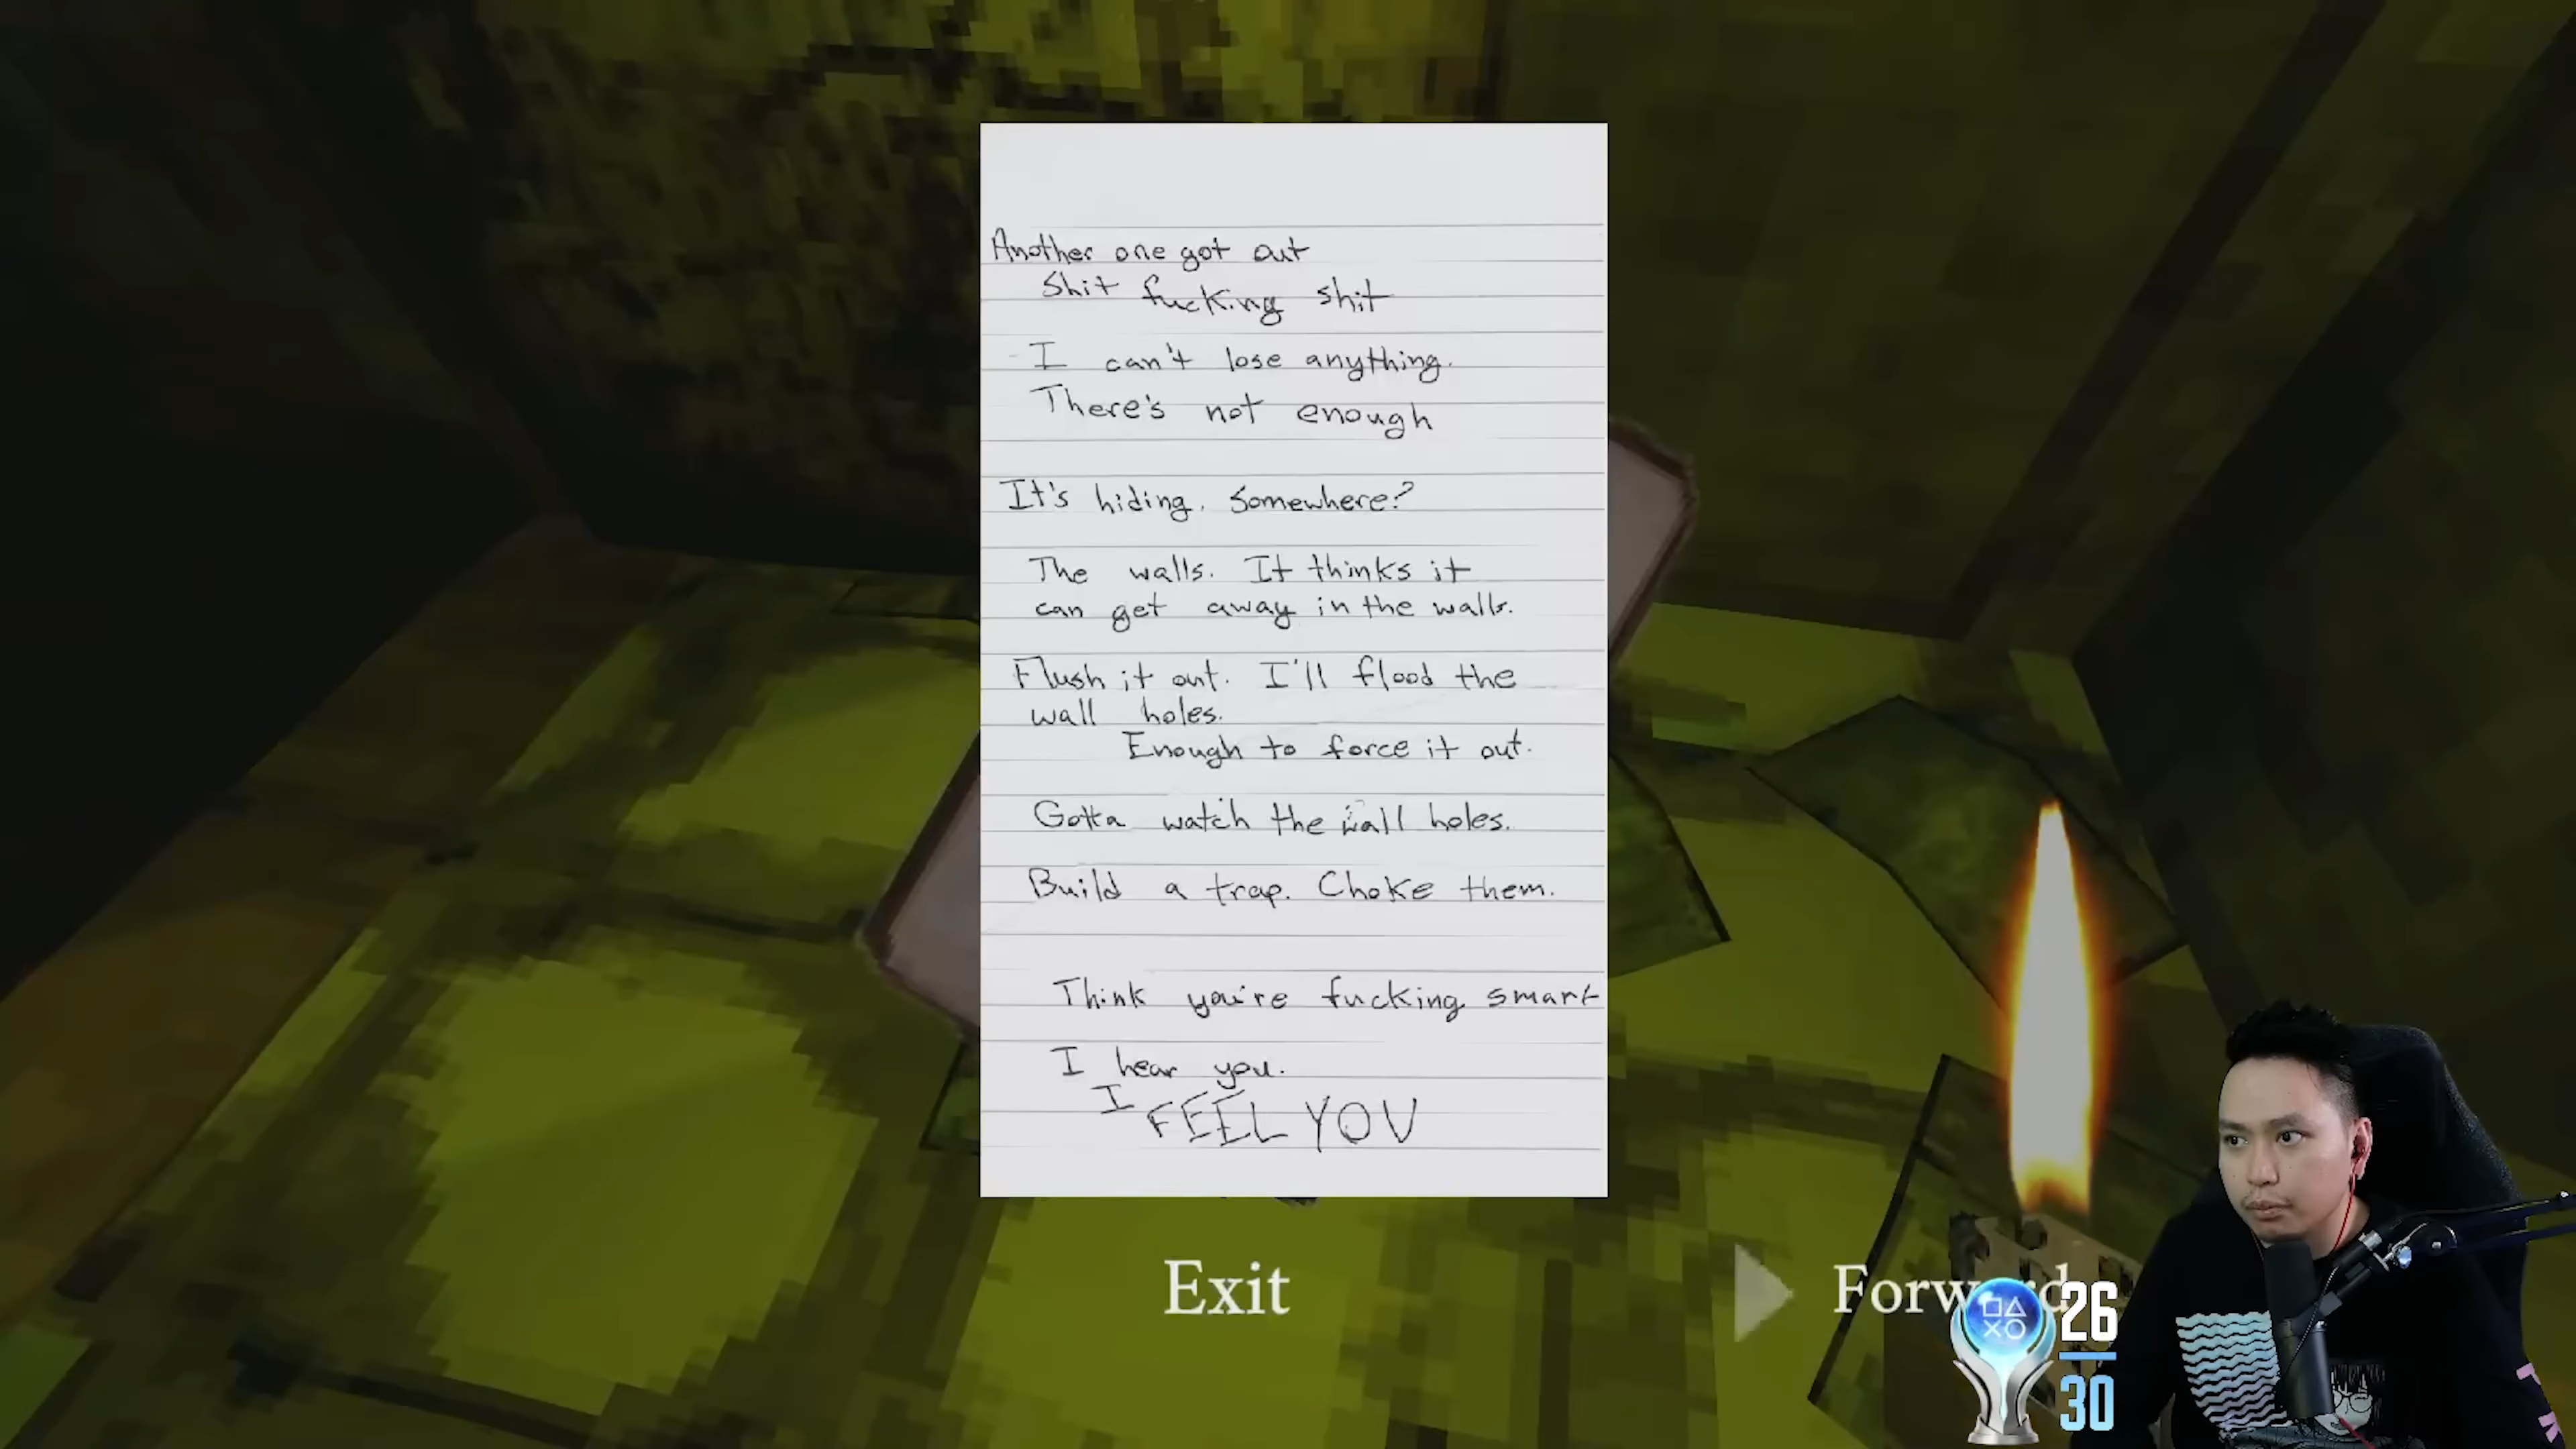 Another one got out
Shit fucking shit
I can't lose anything.
There's not enough
It's hiding. Somewhere?
The walls. It thinks it
can get away in the walls.
Flush it out. I'll flood the
wall holes.
Enough to force it out.
Gotta watch the wall holes.
Build a trap. Choke them.
Think you're fucking smart
I hear you.
I FEEL YOU
Exit
Forward
26
30